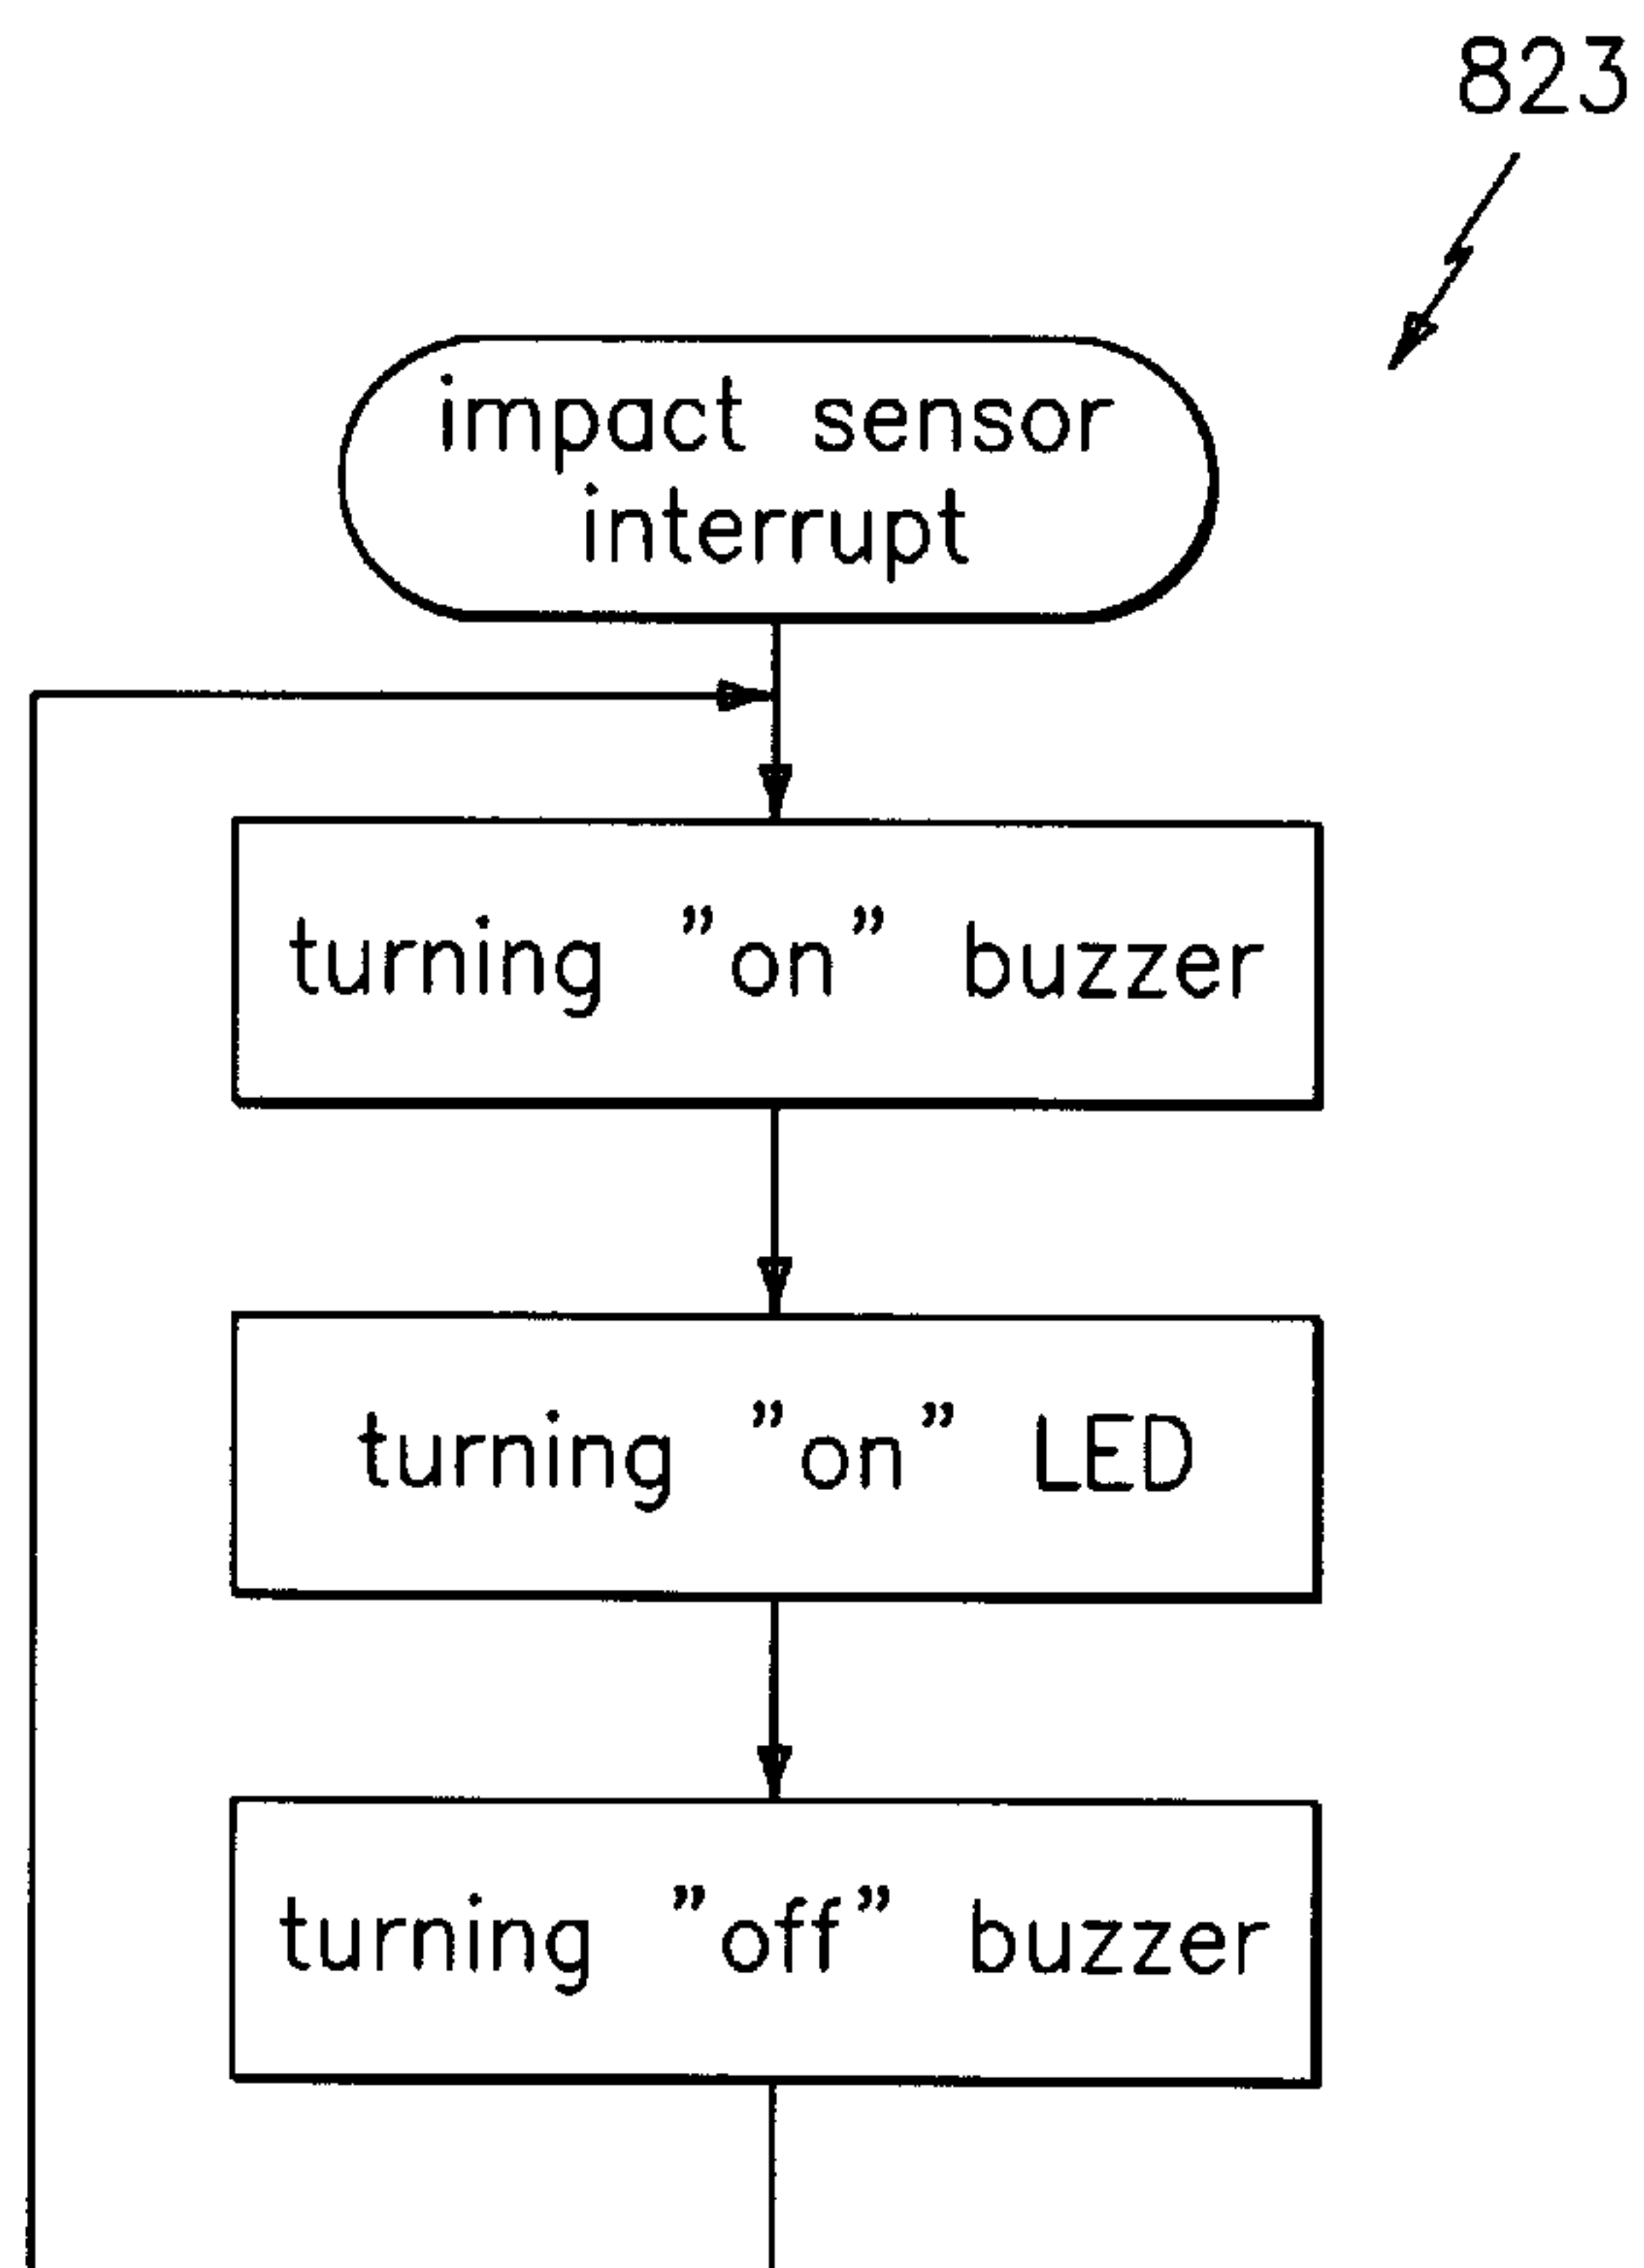 823
impact sensor
interrupt
turning ”on” buzzer
turning ”on” LED
turning ”off” buzzer